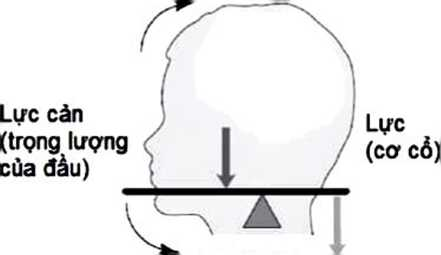 Lực cản
(trọng lượng
của đầu)
Lực
(cơ cổ)